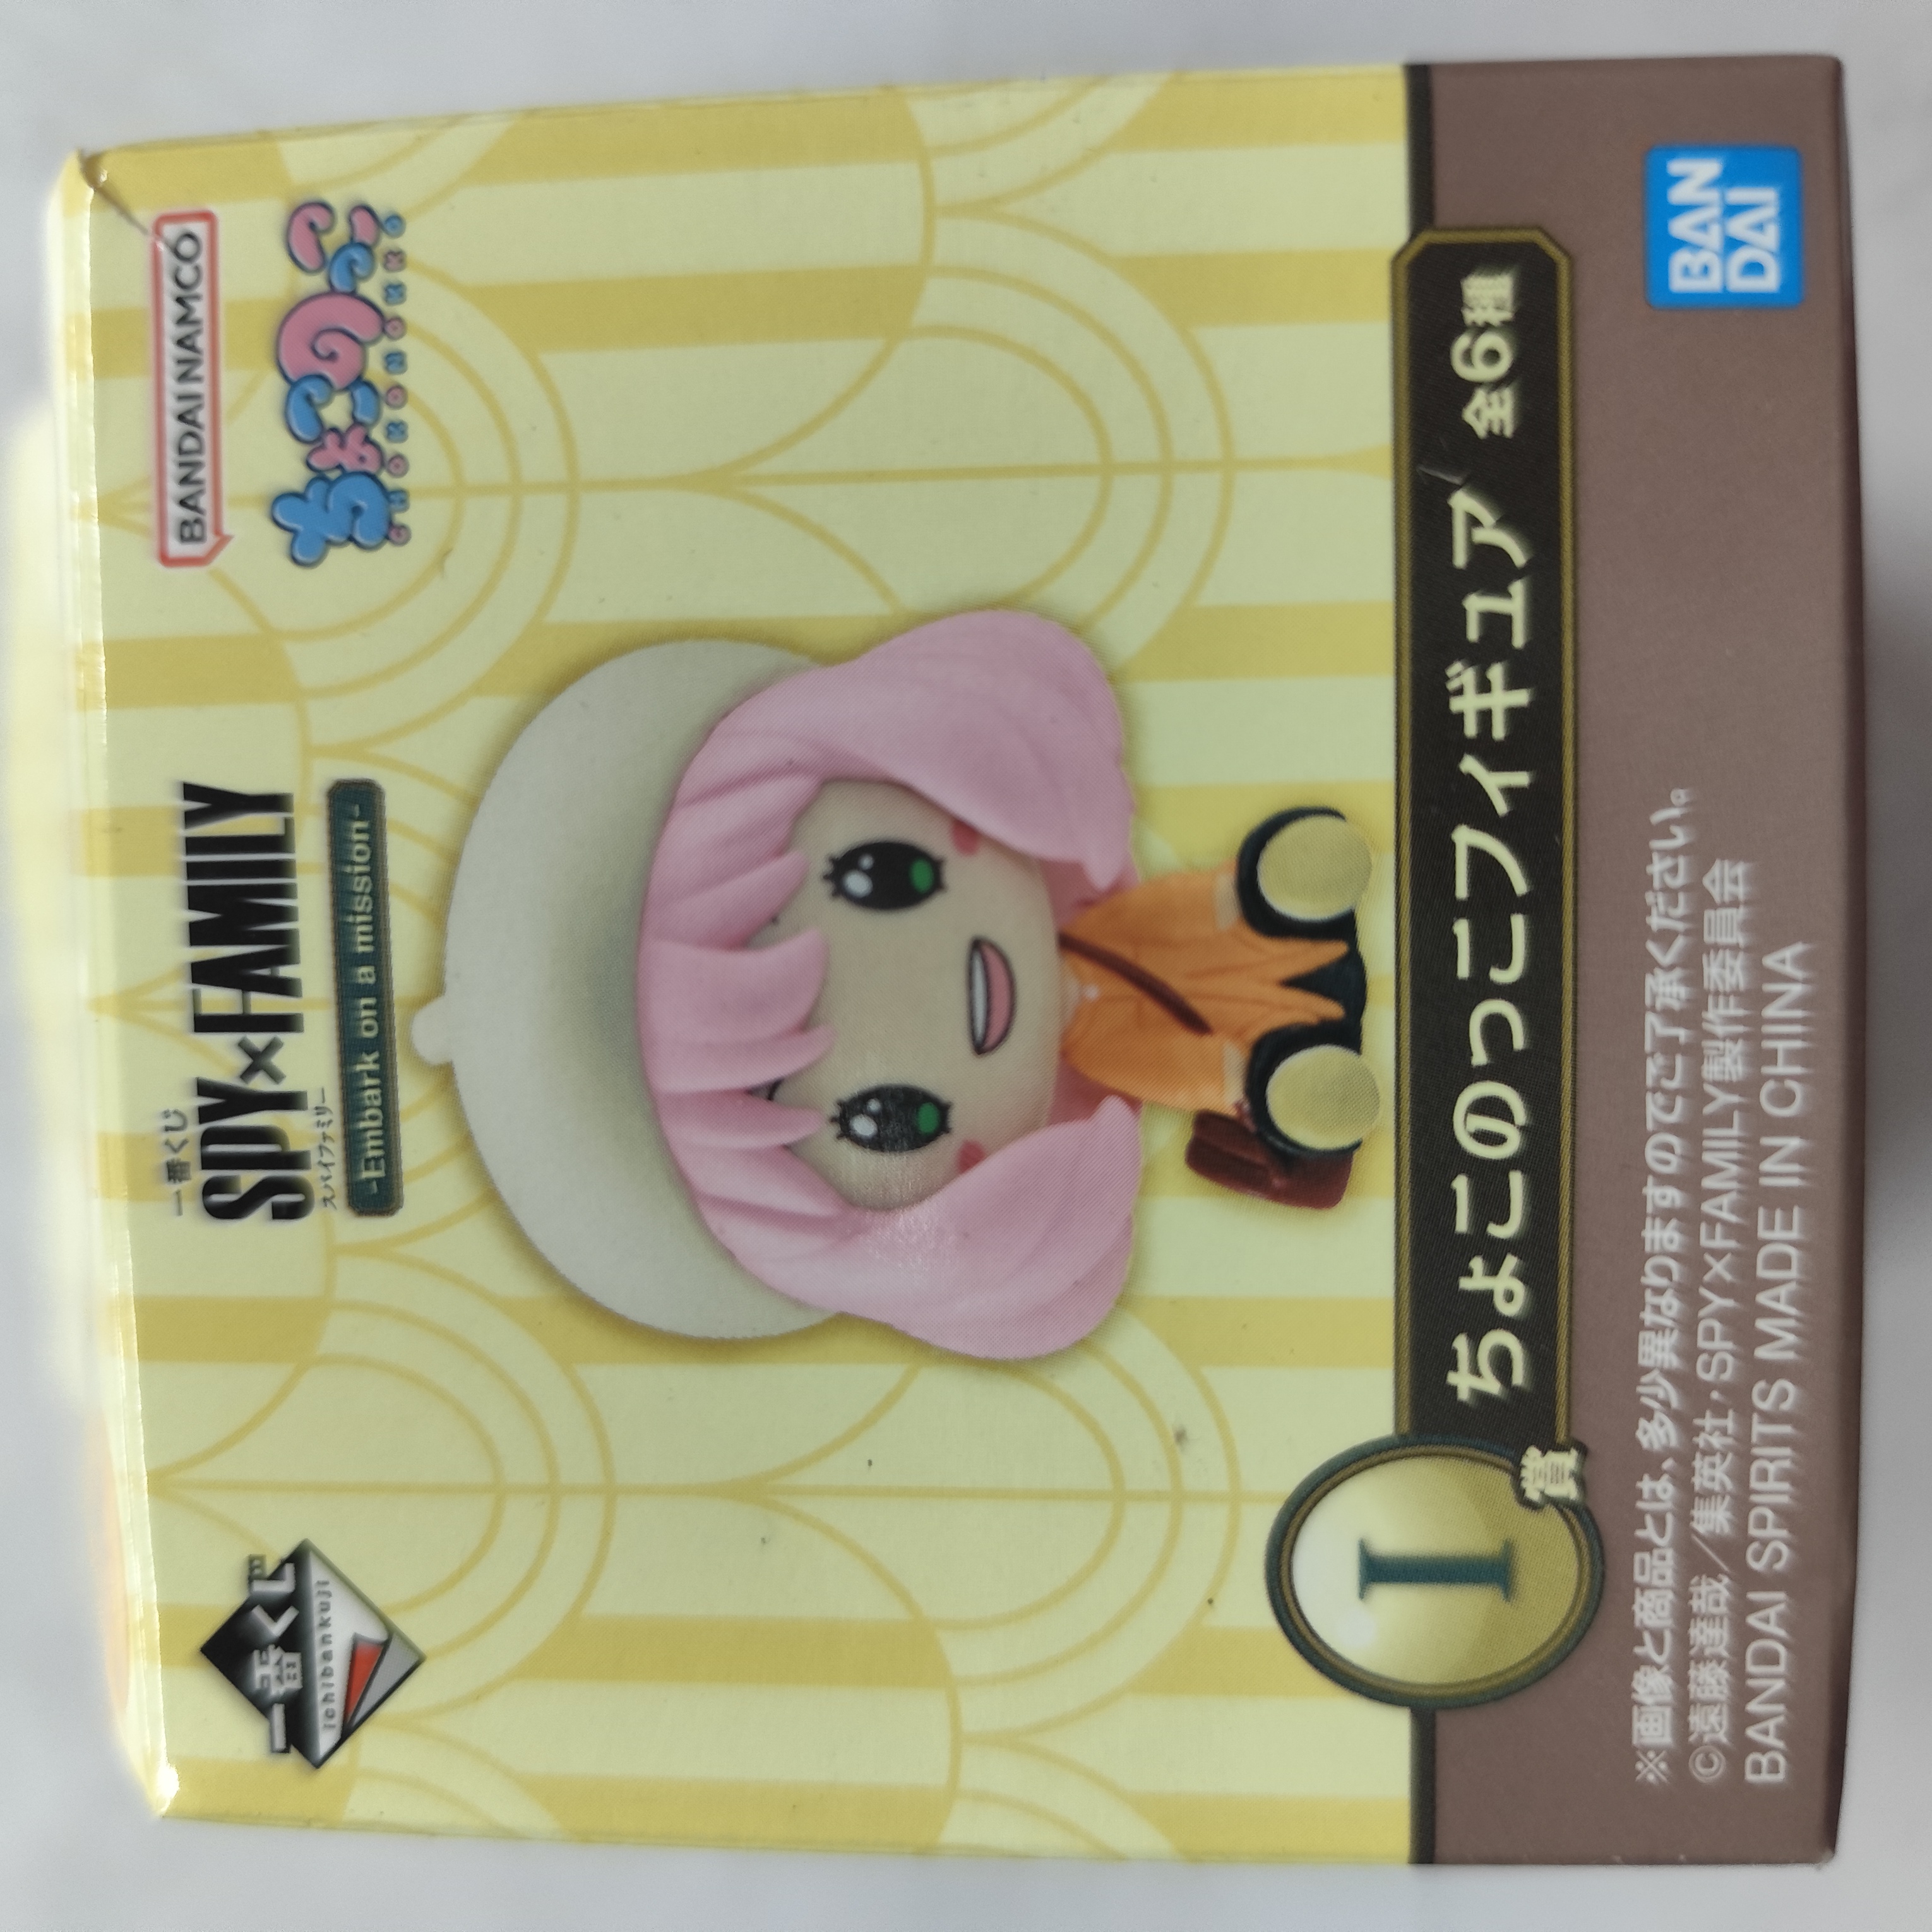 一番くじ
ichibankuji
一番くじ
SPY×FAMILY
スパイファミリー
-Embark on a mission-
BANDAI NAMCO
ちょこのっこ
CHOKONOKKO
I賞
ちょこのっこフィギュア 全6種
※画像と商品とは、多少異なりますのでご了承ください。
©遠藤達哉/集英社・SPY×FAMILY製作委員会
BANDAI SPIRITS MADE IN CHINA
BAN
DAI